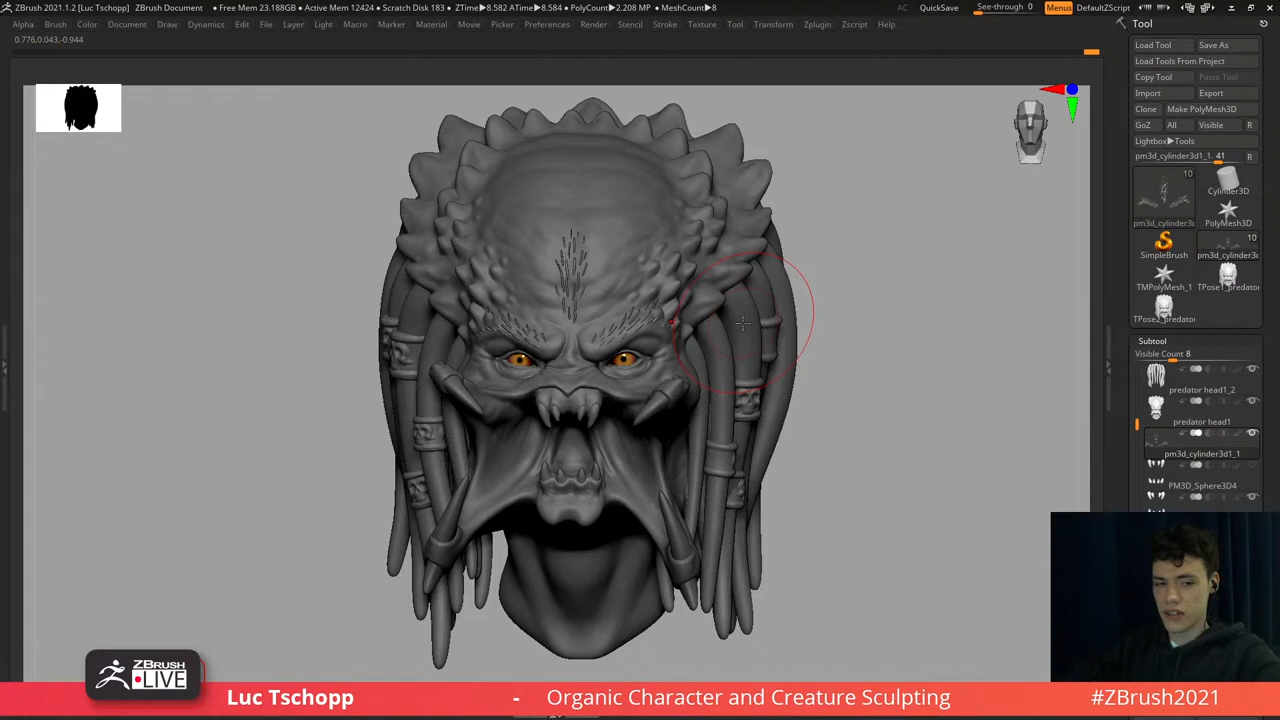 ZBrush 2021.1.2 [Luc Tschopp] ZBrush Document • Free Mem 23.188GB • Active Mem 12424 • Scratch Disk 183 • ZTime▶8.582 ATime▶8.584 • PolyCount▶2.208 MP • MeshCount▶8 AC QuickSave See-through 0 Menus DefaultZScript
Alpha Brush Color Document Draw Dynamics Edit File Layer Light Macro Marker Material Movie Picker Preferences Render Stencil Stroke Texture Tool Transform Zplugin Zscript Help
Tool
0.776,0.043,-0.944
Load Tool Save As
Load Tools From Project
Copy Tool Paste Tool
Import Export
Clone Make PolyMesh3D
GoZ All Visible R
Lightbox▶Tools
pm3d_cylinder3d1_1. 41 R
10
Cylinder3D
pm3d_cylinder3d PolyMesh3D
10
SimpleBrush pm3d_cylinder3d
TMPolyMesh_1 TPose1_predator
TPose2_predator
Subtool
Visible Count 8
predator head1_2
predator head1
pm3d_cylinder3d1_1
PM3D_Sphere3D4
ZBRUSH
•LIVE
Luc Tschopp - Organic Character and Creature Sculpting #ZBrush2021